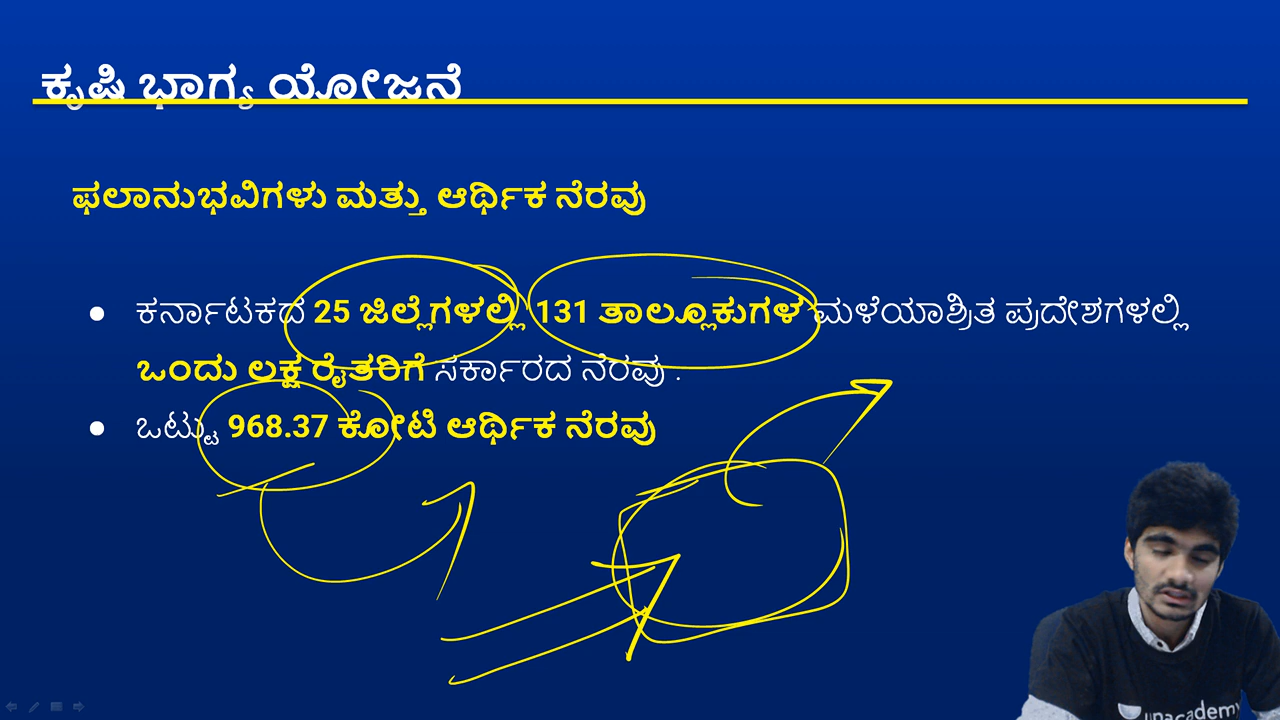 ಕೃಷಿ ಭಾಗ್ಯ ಯೋಜನೆ
ಫಲಾನುಭವಿಗಳು ಮತ್ತು ಆರ್ಥಿಕ ನೆರವು
● ಕರ್ನಾಟಕದ 25 ಜಿಲ್ಲೆಗಳಲ್ಲಿ 131 ತಾಲ್ಲೂಕುಗಳ ಮಳೆಯಾಶ್ರಿತ ಪ್ರದೇಶಗಳಲ್ಲಿ
ಒಂದು ಲಕ್ಷ ರೈತರಿಗೆ ಸರ್ಕಾರದ ನೆರವು .
● ಒಟ್ಟು 968.37 ಕೋಟಿ ಆರ್ಥಿಕ ನೆರವು
unacademy